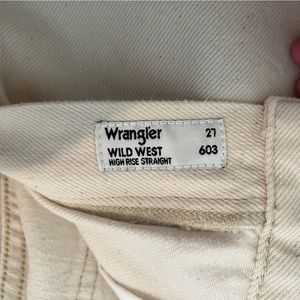 Wrangler 27
WILD WEST 603
HIGH RISE STRAIGHT